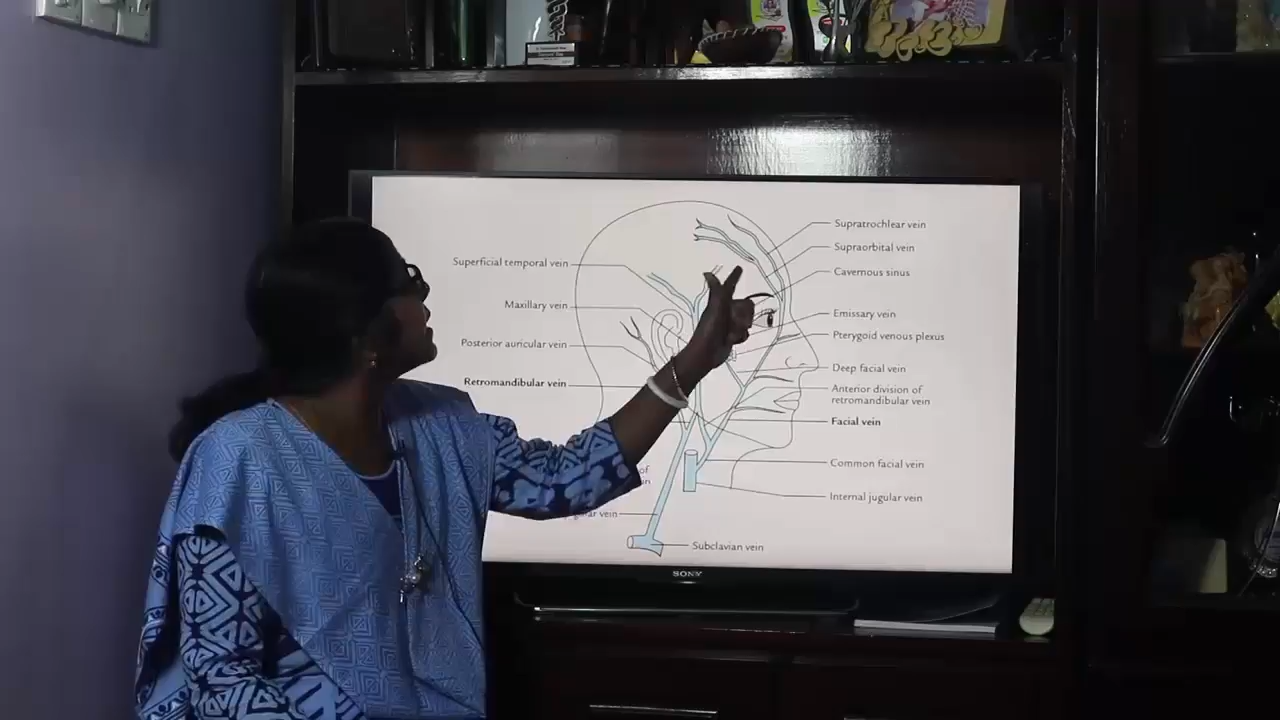 Supratrochlear vein
Supraorbital vein
Superficial temporal vein
Cavernous sinus
Maxillary vein
Emissary vein
Pterygoid venous plexus
Posterior auricular vein
Deep facial vein
Retromandibular vein
Anterior division of
retromandibular vein
Facial vein
Common facial vein
of
Internal jugular vein
vein
Subclavian vein
SONY